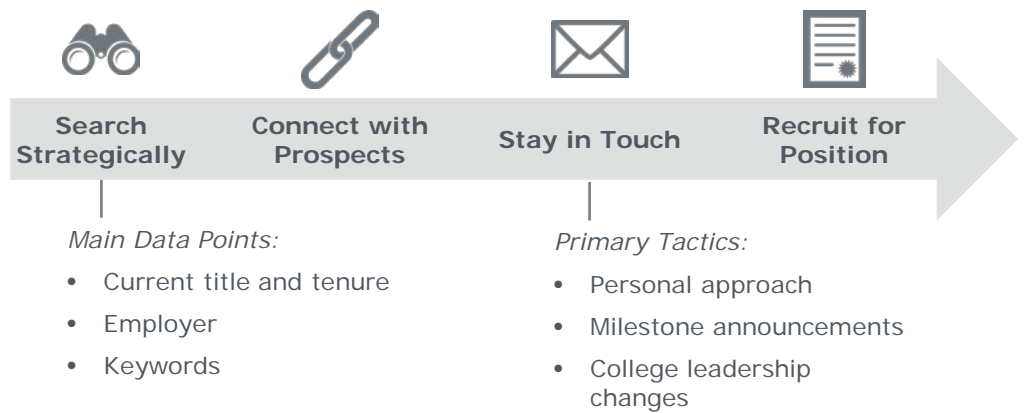 Search
Strategically
Connect with
Prospects
Stay in Touch
Recruit for
Position
Main Data Points:
• Current title and tenure
• Employer
• Keywords
Primary Tactics:
• Personal approach
• Milestone announcements
• College leadership
changes